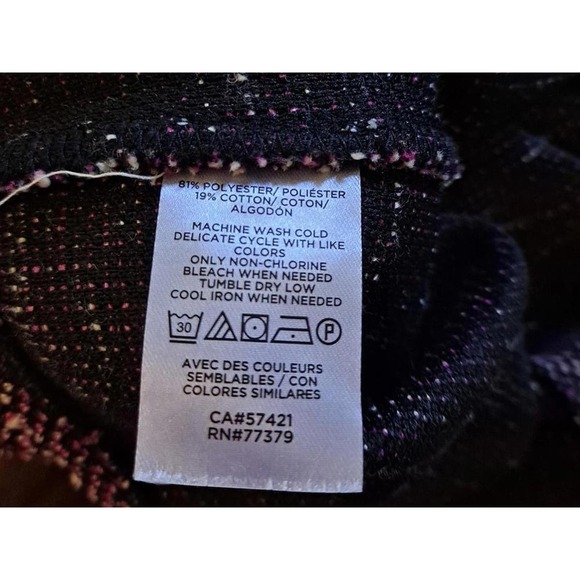 81% POLYESTER/ POLIÉSTER
19% COTTON/ COTON/
ALGODÓN
MACHINE WASH COLD
DELICATE CYCLE WITH LIKE
COLORS
ONLY NON-CHLORINE
BLEACH WHEN NEEDED
TUMBLE DRY LOW
COOL IRON WHEN NEEDED
30 P
AVEC DES COULEURS
SEMBLABLES / CON
COLORES SIMILARES
CA#57421
RN#77379